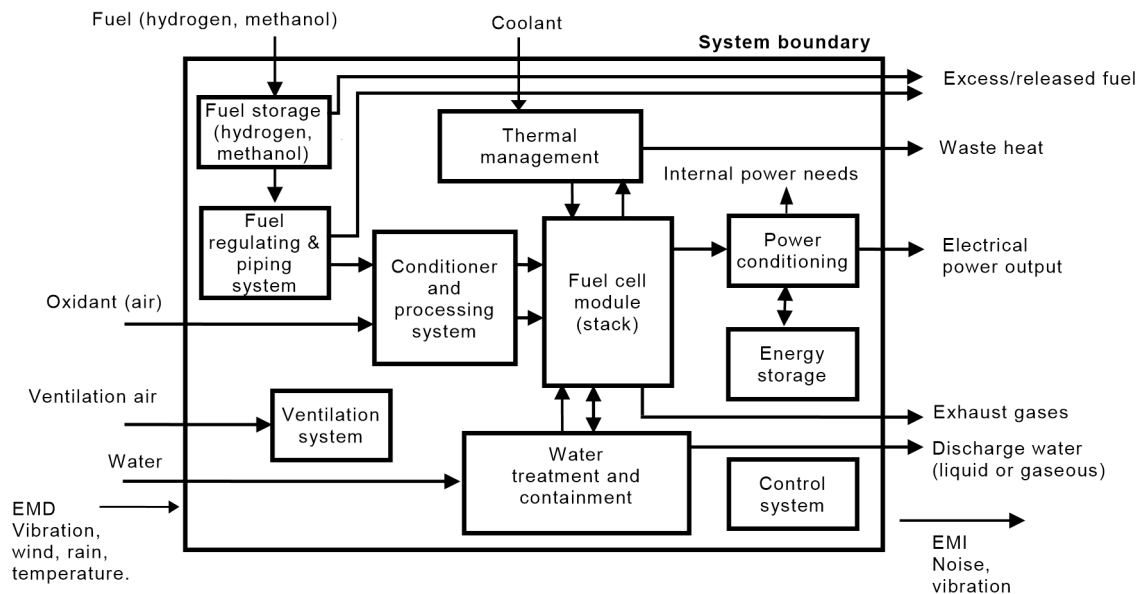 Fuel (hydrogen, methanol)
Coolant
System boundary
Excess/released fuel
Fuel storage
(hydrogen,
methanol)
Thermal
management
Waste heat
Internal power needs
Fuel
regulating &
piping
system
Conditioner
and
processing
system
Fuel cell
module
(stack)
Power
conditioning
Electrical
power output
Oxidant (air)
Energy
storage
Ventilation air
Ventilation
system
Exhaust gases
Water
Water
treatment and
containment
Discharge water
(liquid or gaseous)
Control
system
EMD
Vibration,
wind, rain,
temperature.
EMI
Noise,
vibration